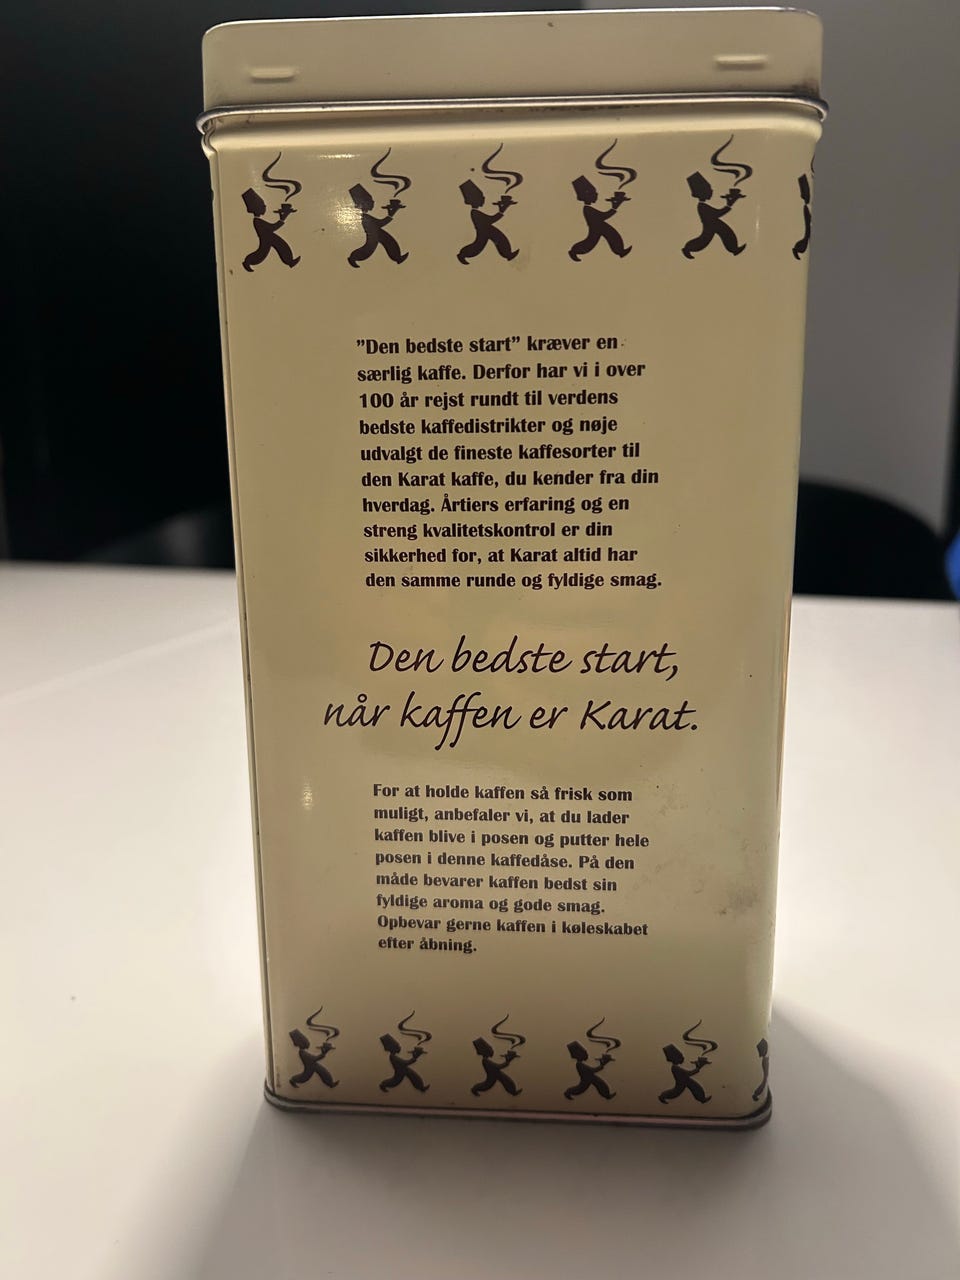 ”Den bedste start” kræver en
særlig kaffe. Derfor har vi i over
100 år rejst rundt til verdens
bedste kaffedistrikter og nøje
udvalgt de fineste kaffesorter til
den Karat kaffe, du kender fra din
hverdag. Årtiers erfaring og en
streng kvalitetskontrol er din
sikkerhed for, at Karat altid har
den samme runde og fyldige smag.
Den bedste start,
når kaffen er Karat.
For at holde kaffen så frisk som
muligt, anbefaler vi, at du lader
kaffen blive i posen og putter hele
posen i denne kaffedåse. På den
måde bevarer kaffen bedst sin
fyldige aroma og gode smag.
Opbevar gerne kaffen i køleskabet
efter åbning.